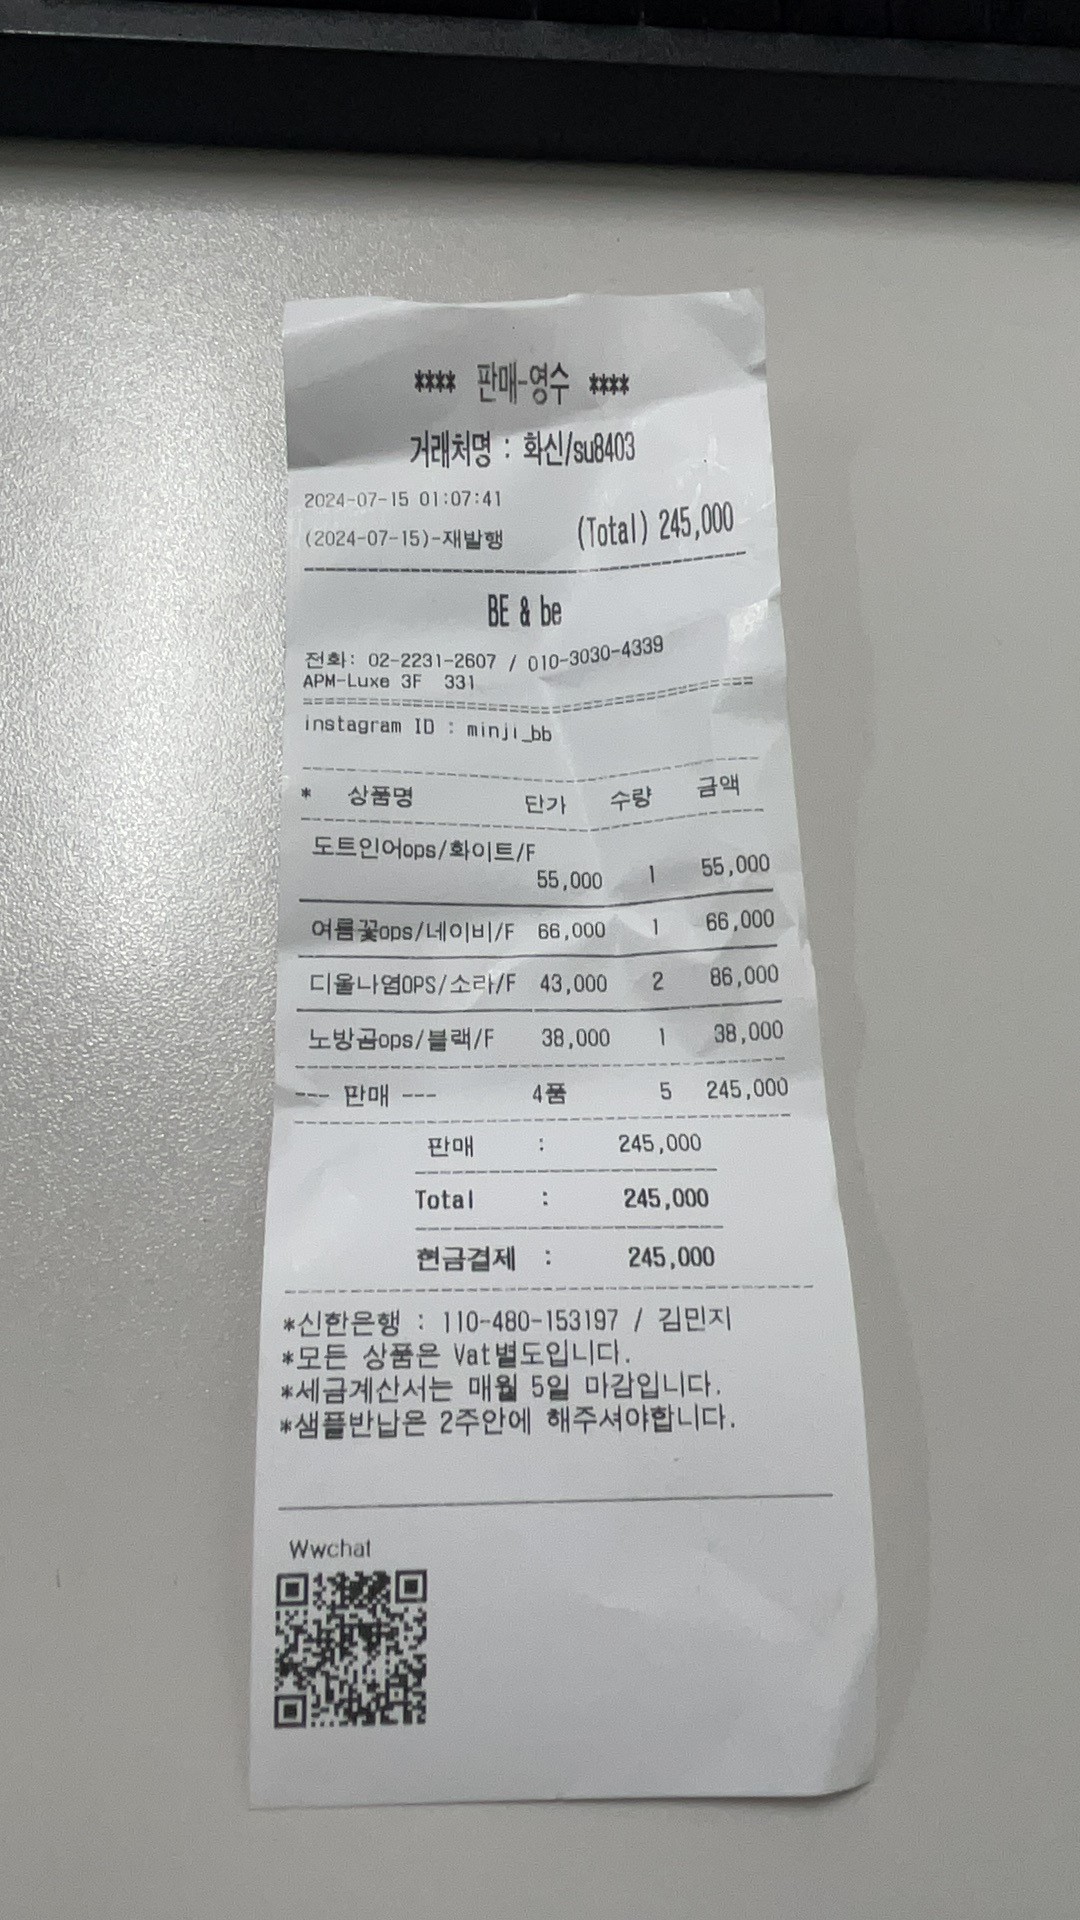 **** 판매-영수 ****
거래처명 : 화신/su8403
2024-07-15 01:07:41
(2024-07-15)-재발행 (Total) 245,000
BE & be
전화: 02-2231-2607 / 010-3030-4339
APM-Luxe 3F 331
instagram ID : minji_bb
* 상품명 단가 수량 금액
도트인어ops/화이트/F
55,000 1 55,000
여름꽃ops/네이비/F 66,000 1 66,000
디올나염OPS/소라/F 43,000 2 86,000
노방곰ops/블랙/F 38,000 1 38,000
--- 판매 --- 4품 5 245,000
판매 : 245,000
Total : 245,000
현금결제 : 245,000
*신한은행 : 110-480-153197 / 김민지
*모든 상품은 Vat별도입니다.
*세금계산서는 매월 5일 마감입니다.
*샘플반납은 2주안에 해주셔야합니다.
Wwchat